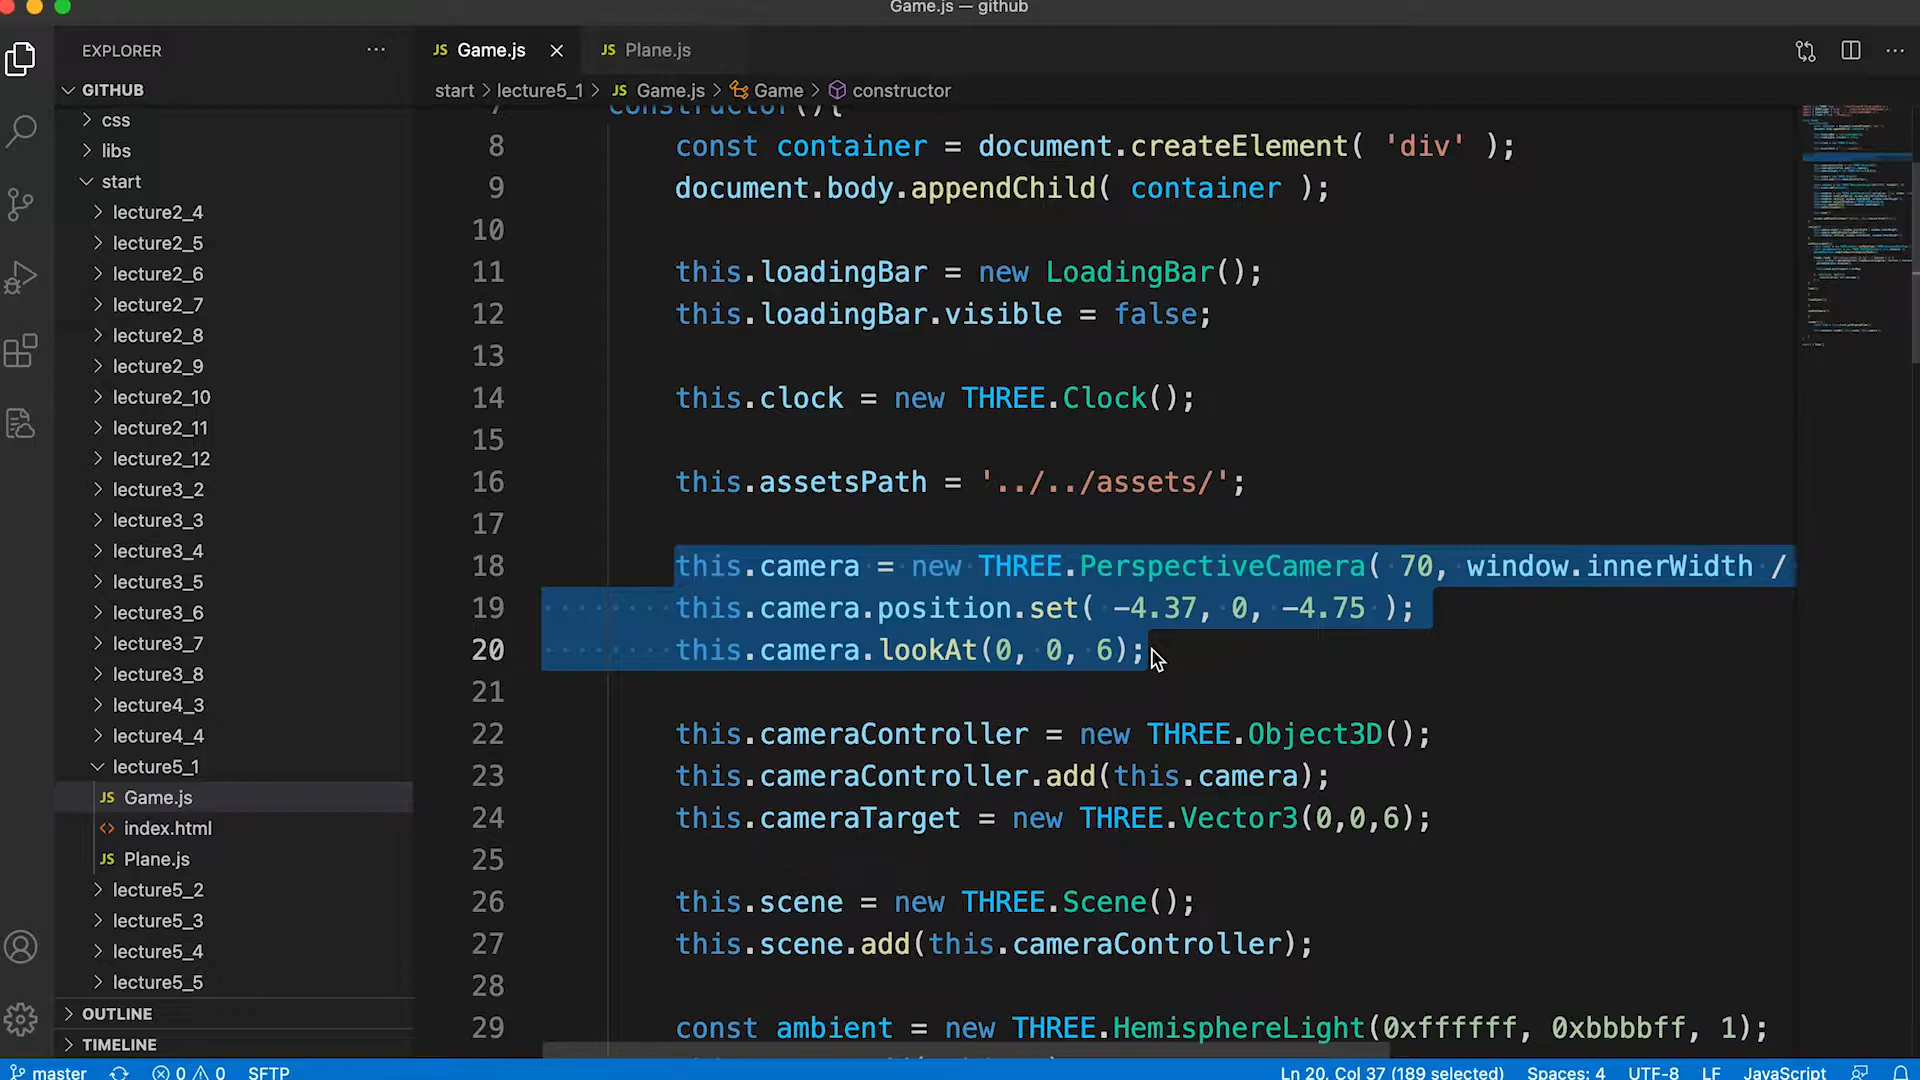 Game.js — github
EXPLORER
GITHUB
css
libs
start
lecture2_4
lecture2_5
lecture2_6
lecture2_7
lecture2_8
lecture2_9
lecture2_10
lecture2_11
lecture2_12
lecture3_2
lecture3_3
lecture3_4
lecture3_5
lecture3_6
lecture3_7
lecture3_8
lecture4_3
lecture4_4
lecture5_1
JS Game.js
<> index.html
JS Plane.js
lecture5_2
lecture5_3
lecture5_4
lecture5_5
OUTLINE
TIMELINE
JS Game.js
JS Plane.js
start > lecture5_1 > JS Game.js > Game > constructor
7 constructor(){
8 const container = document.createElement( 'div' );
9 document.body.appendChild( container );
10
11 this.loadingBar = new LoadingBar();
12 this.loadingBar.visible = false;
13
14 this.clock = new THREE.Clock();
15
16 this.assetsPath = '../../assets/';
17
18 this.camera = new THREE.PerspectiveCamera( 70, window.innerWidth /
19 this.camera.position.set( -4.37, 0, -4.75 );
20 this.camera.lookAt(0, 0, 6);
21
22 this.cameraController = new THREE.Object3D();
23 this.cameraController.add(this.camera);
24 this.cameraTarget = new THREE.Vector3(0,0,6);
25
26 this.scene = new THREE.Scene();
27 this.scene.add(this.cameraController);
28
29 const ambient = new THREE.HemisphereLight(0xffffff, 0xbbbbff, 1);
master 0 0 SFTP Ln 20, Col 37 (189 selected) Spaces: 4 UTF-8 LF JavaScript